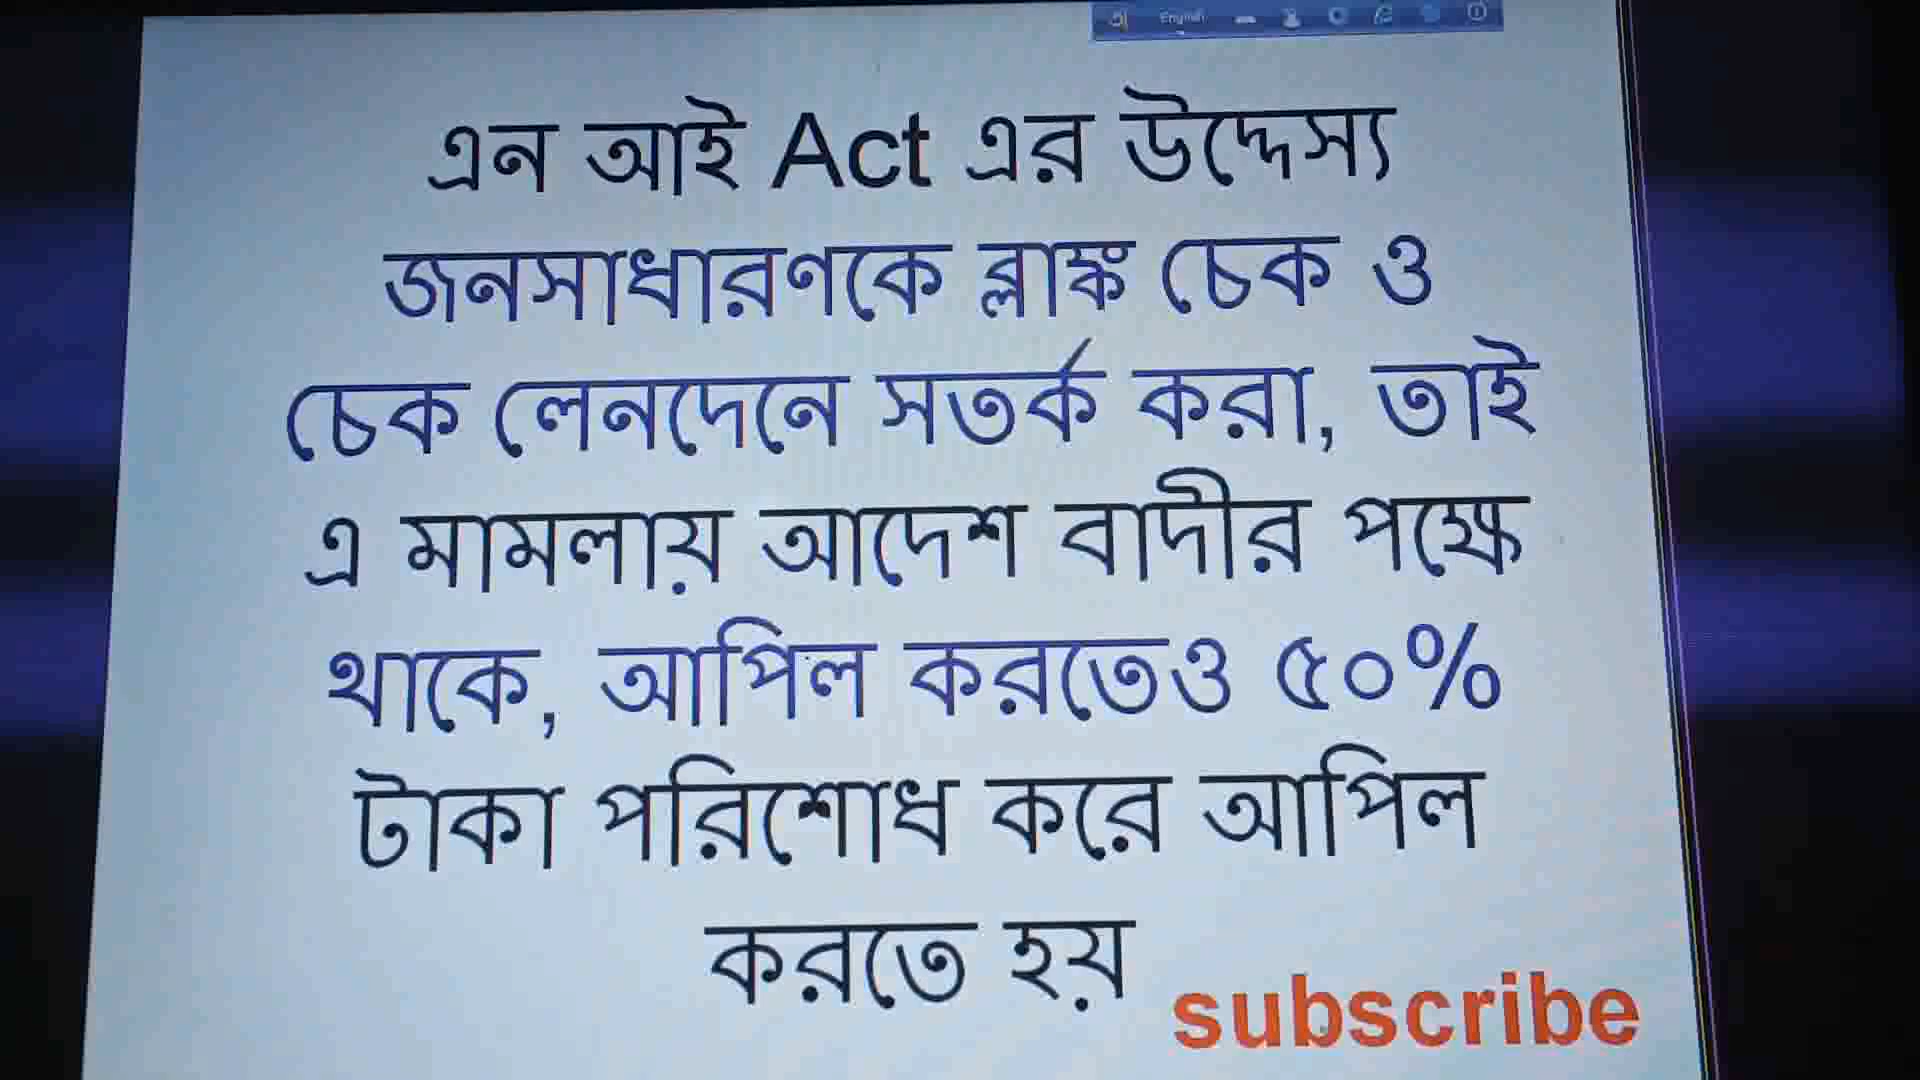 অ English
এন আই Act এর উদ্দেস্য
জনসাধারণকে ব্লাঙ্ক চেক ও
চেক লেনদেনে সতর্ক করা, তাই
এ মামলায় আদেশ বাদীর পক্ষে
থাকে, আপিল করতেও ৫০%
টাকা পরিশোধ করে আপিল
করতে হয়
subscribe